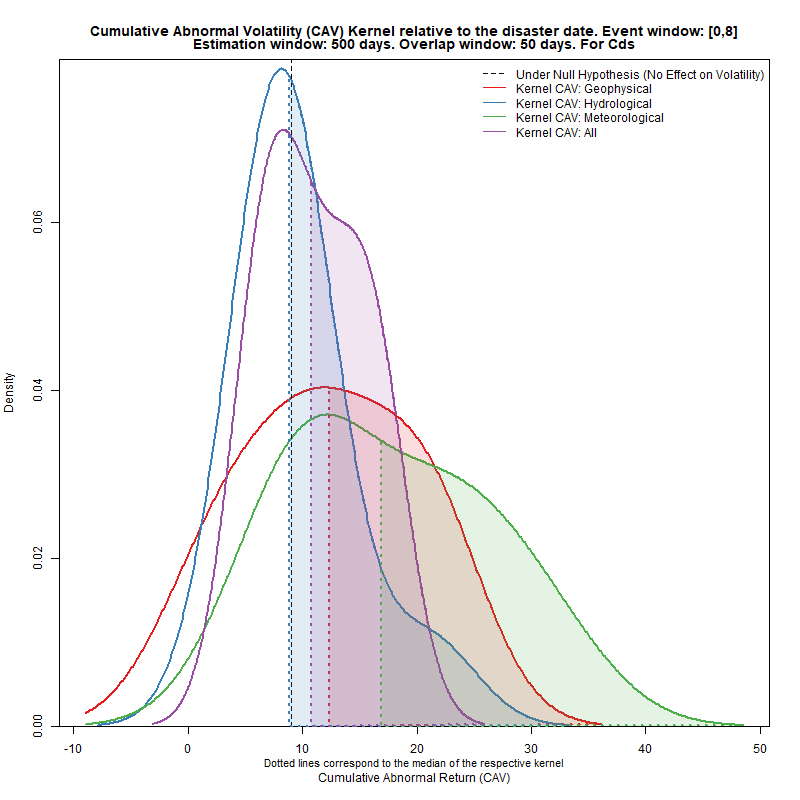 Cumulative Abnormal Volatility (CAV) Kernel relative to the disaster date. Event window: [0,8]
Estimation window: 500 days. Overlap window: 50 days. For Cds
Under Null Hypothesis (No Effect on Volatility)
Kernel CAV: Geophysical
Kernel CAV: Hydrological
Kernel CAV: Meteorological
Kernel CAV: All
Density
0.06
0.04
0.02
0.00
-10 0 10 20 30 40 50
Dotted lines correspond to the median of the respective kernel
Cumulative Abnormal Return (CAV)